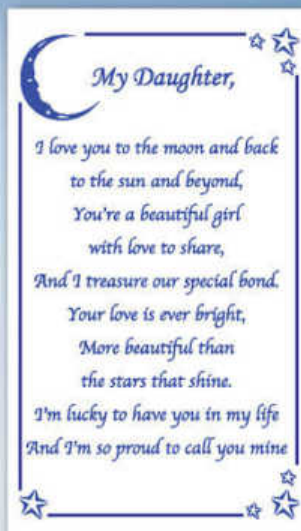 My Daughter,
I love you to the moon and back
to the sun and beyond,
You're a beautiful girl
with love to share,
And I treasure our special bond.
Your love is ever bright,
More beautiful than
the stars that shine.
I'm lucky to have you in my life
And I'm so proud to call you mine